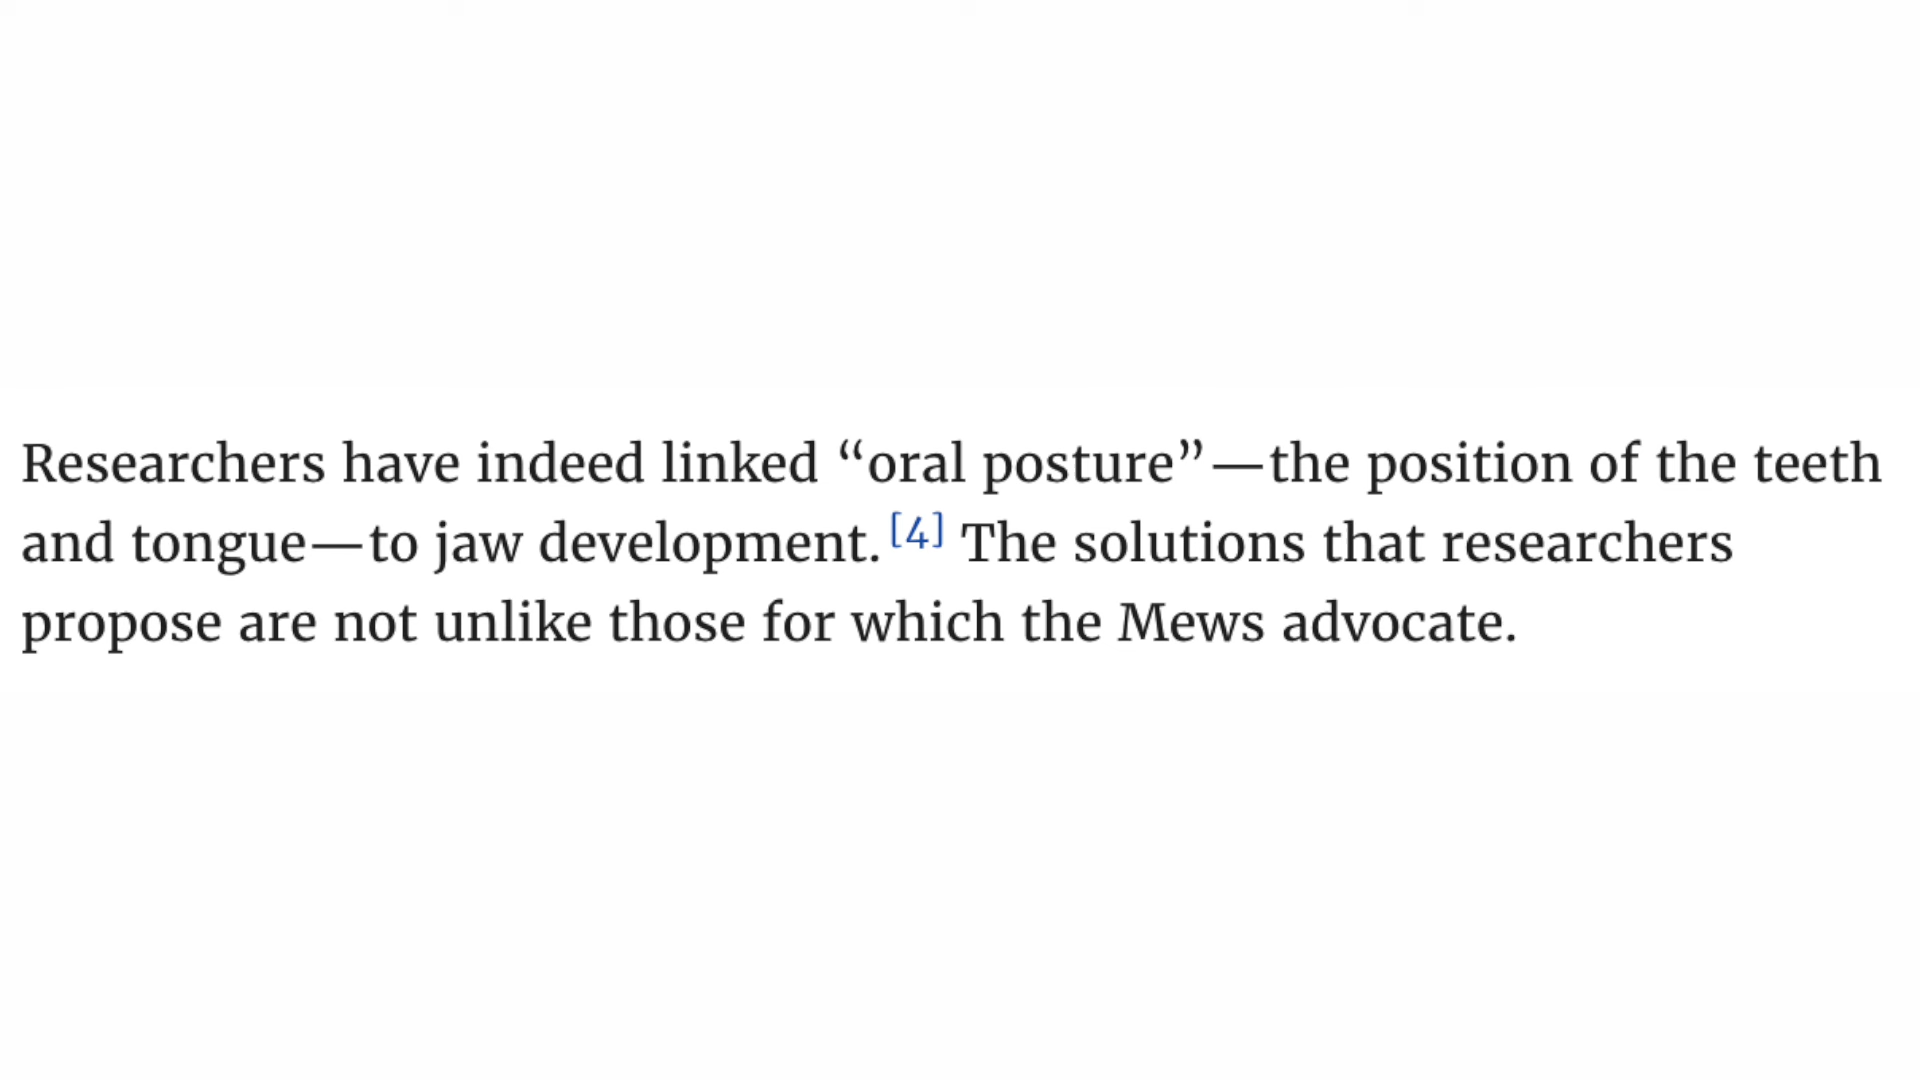 Researchers have indeed linked “oral posture”—the position of the teeth
and tongue—to jaw development.[4] The solutions that researchers
propose are not unlike those for which the Mews advocate.